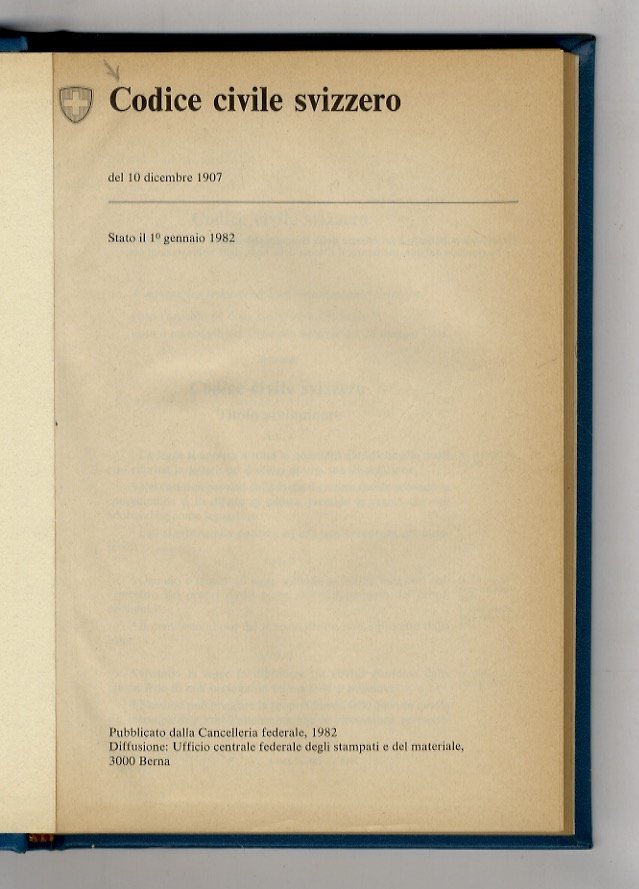 Codice civile svizzero
del 10 dicembre 1907
Stato il 1º gennaio 1982
Pubblicato dalla Cancelleria federale, 1982
Diffusione: Ufficio centrale federale degli stampati e del materiale,
3000 Berna